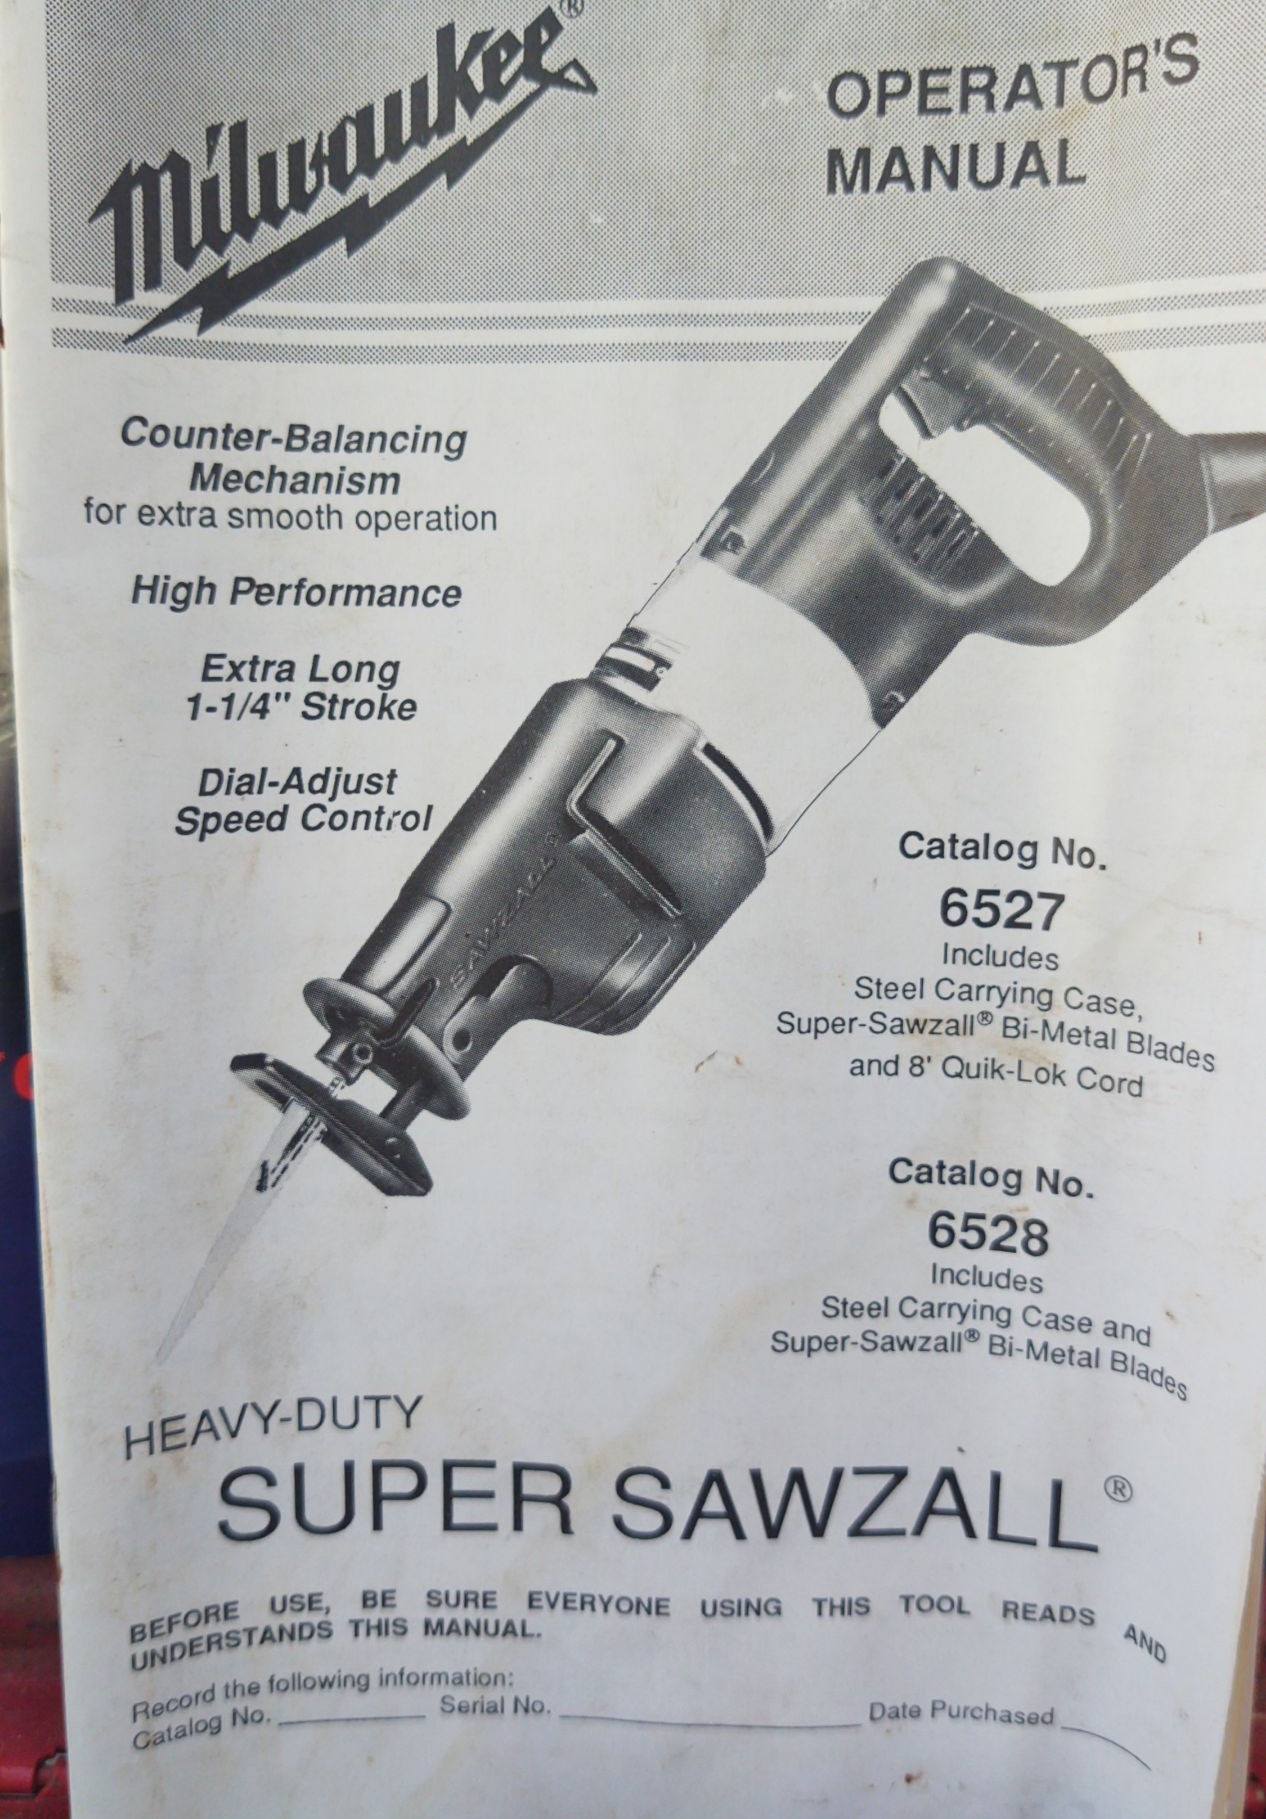 Milwaukee®
OPERATOR'S
MANUAL
Counter-Balancing
Mechanism
for extra smooth operation
High Performance
Extra Long
1-1/4" Stroke
Dial-Adjust
Speed Control
SAWZALL®
Catalog No.
6527
Includes
Steel Carrying Case,
Super-Sawzall® Bi-Metal Blades
and 8' Quik-Lok Cord
Catalog No.
6528
Includes
Steel Carrying Case and
Super-Sawzall® Bi-Metal Blades
HEAVY-DUTY
SUPER SAWZALL®
BEFORE USE, BE SURE EVERYONE USING THIS TOOL READS AND
UNDERSTANDS THIS MANUAL.
Record the following information:
Catalog No. Serial No. Date Purchased